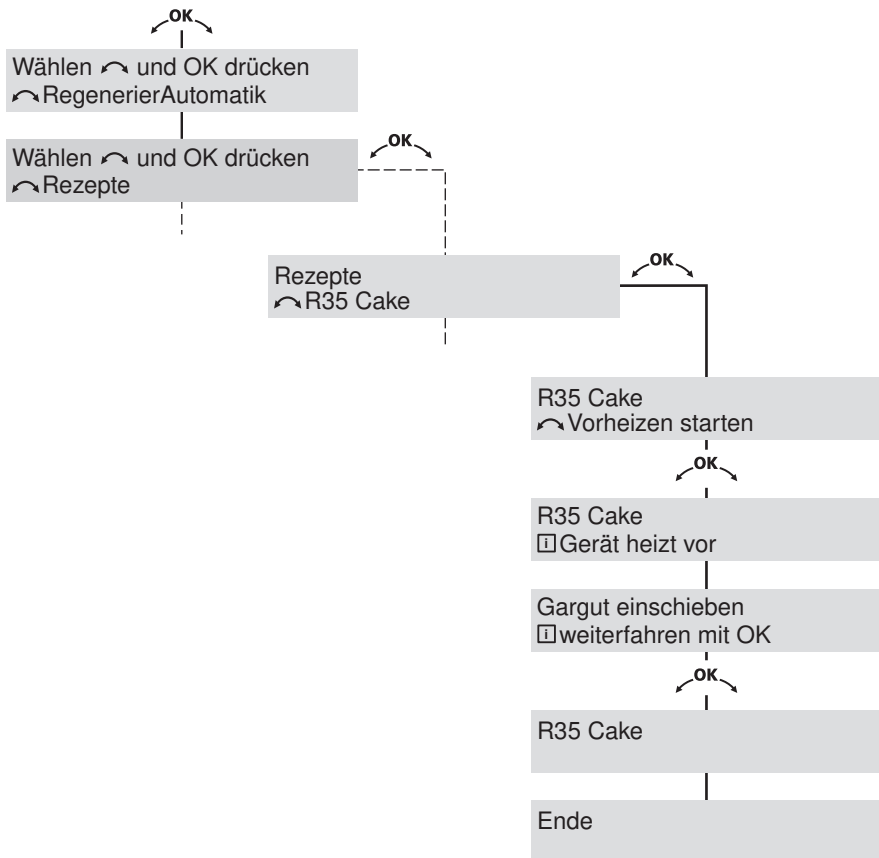 OK
Wählen und OK drücken
RegenerierAutomatik
Wählen und OK drücken
Rezepte
OK
Rezepte
R35 Cake
OK
R35 Cake
Vorheizen starten
OK
R35 Cake
i Gerät heizt vor
Gargut einschieben
i weiterfahren mit OK
OK
R35 Cake
Ende